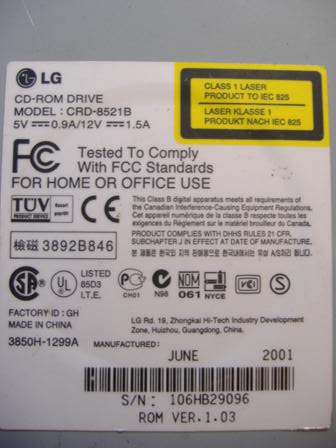 LG
CD-ROM DRIVE
MODEL : CRD-8521B
5V 0.9A/12V 1.5A
CLASS 1 LASER
PRODUCT TO IEC 825
LASER KLASSE 1
PRODUKT NACH IEC 825
FC Tested To Comply
With FCC Standards
FOR HOME OR OFFICE USE
TÜV
PRODUCT SERVICE
CE
This Class B digital apparatus meets all requirements of
the Canadian Interference-Causing Equipment Regulations.
Cet appareil numérique de la classe B respecte toutes les
exigences du Règlement sur le matériel brouilleur du Canada.
PRODUCT COMPLIES WITH DHHS RULES 21 CFR,
SUBCHAPTER J IN EFFECT AT DATE OF MANUFACTURE.
檢磁 3892B846
SA UL LISTED
85D3
I.T.E.
CH01 N98 NOM
061 NYCE S
FACTORY ID : GH
MADE IN CHINA
3850H-1299A
LG Rd. 19, Zhongkai Hi-Tech Industry Development
Zone, Huizhou, Guangdong, China.
MANUFACTURED:
JUNE 2001
S/N: 106HB29096
ROM VER.1.03